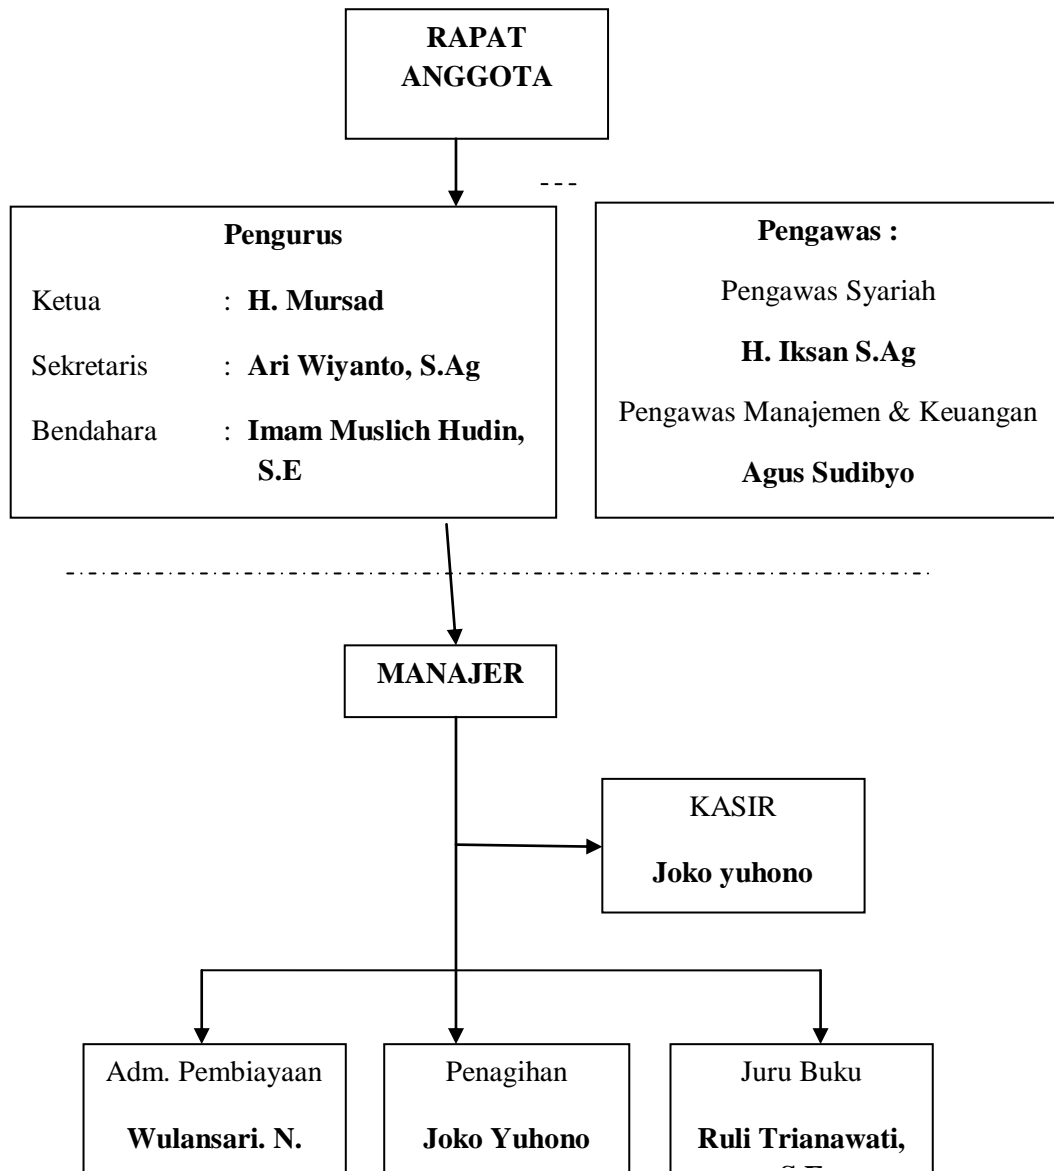 RAPAT
ANGGOTA
Pengurus
Ketua : H. Mursad
Sekretaris : Ari Wiyanto, S.Ag
Bendahara : Imam Muslich Hudin,
S.E
Pengawas :
Pengawas Syariah
H. Iksan S.Ag
Pengawas Manajemen & Keuangan
Agus Sudibyo
MANAJER
KASIR
Joko yuhono
Adm. Pembiayaan
Wulansari. N.
Penagihan
Joko Yuhono
Juru Buku
Ruli Trianawati,